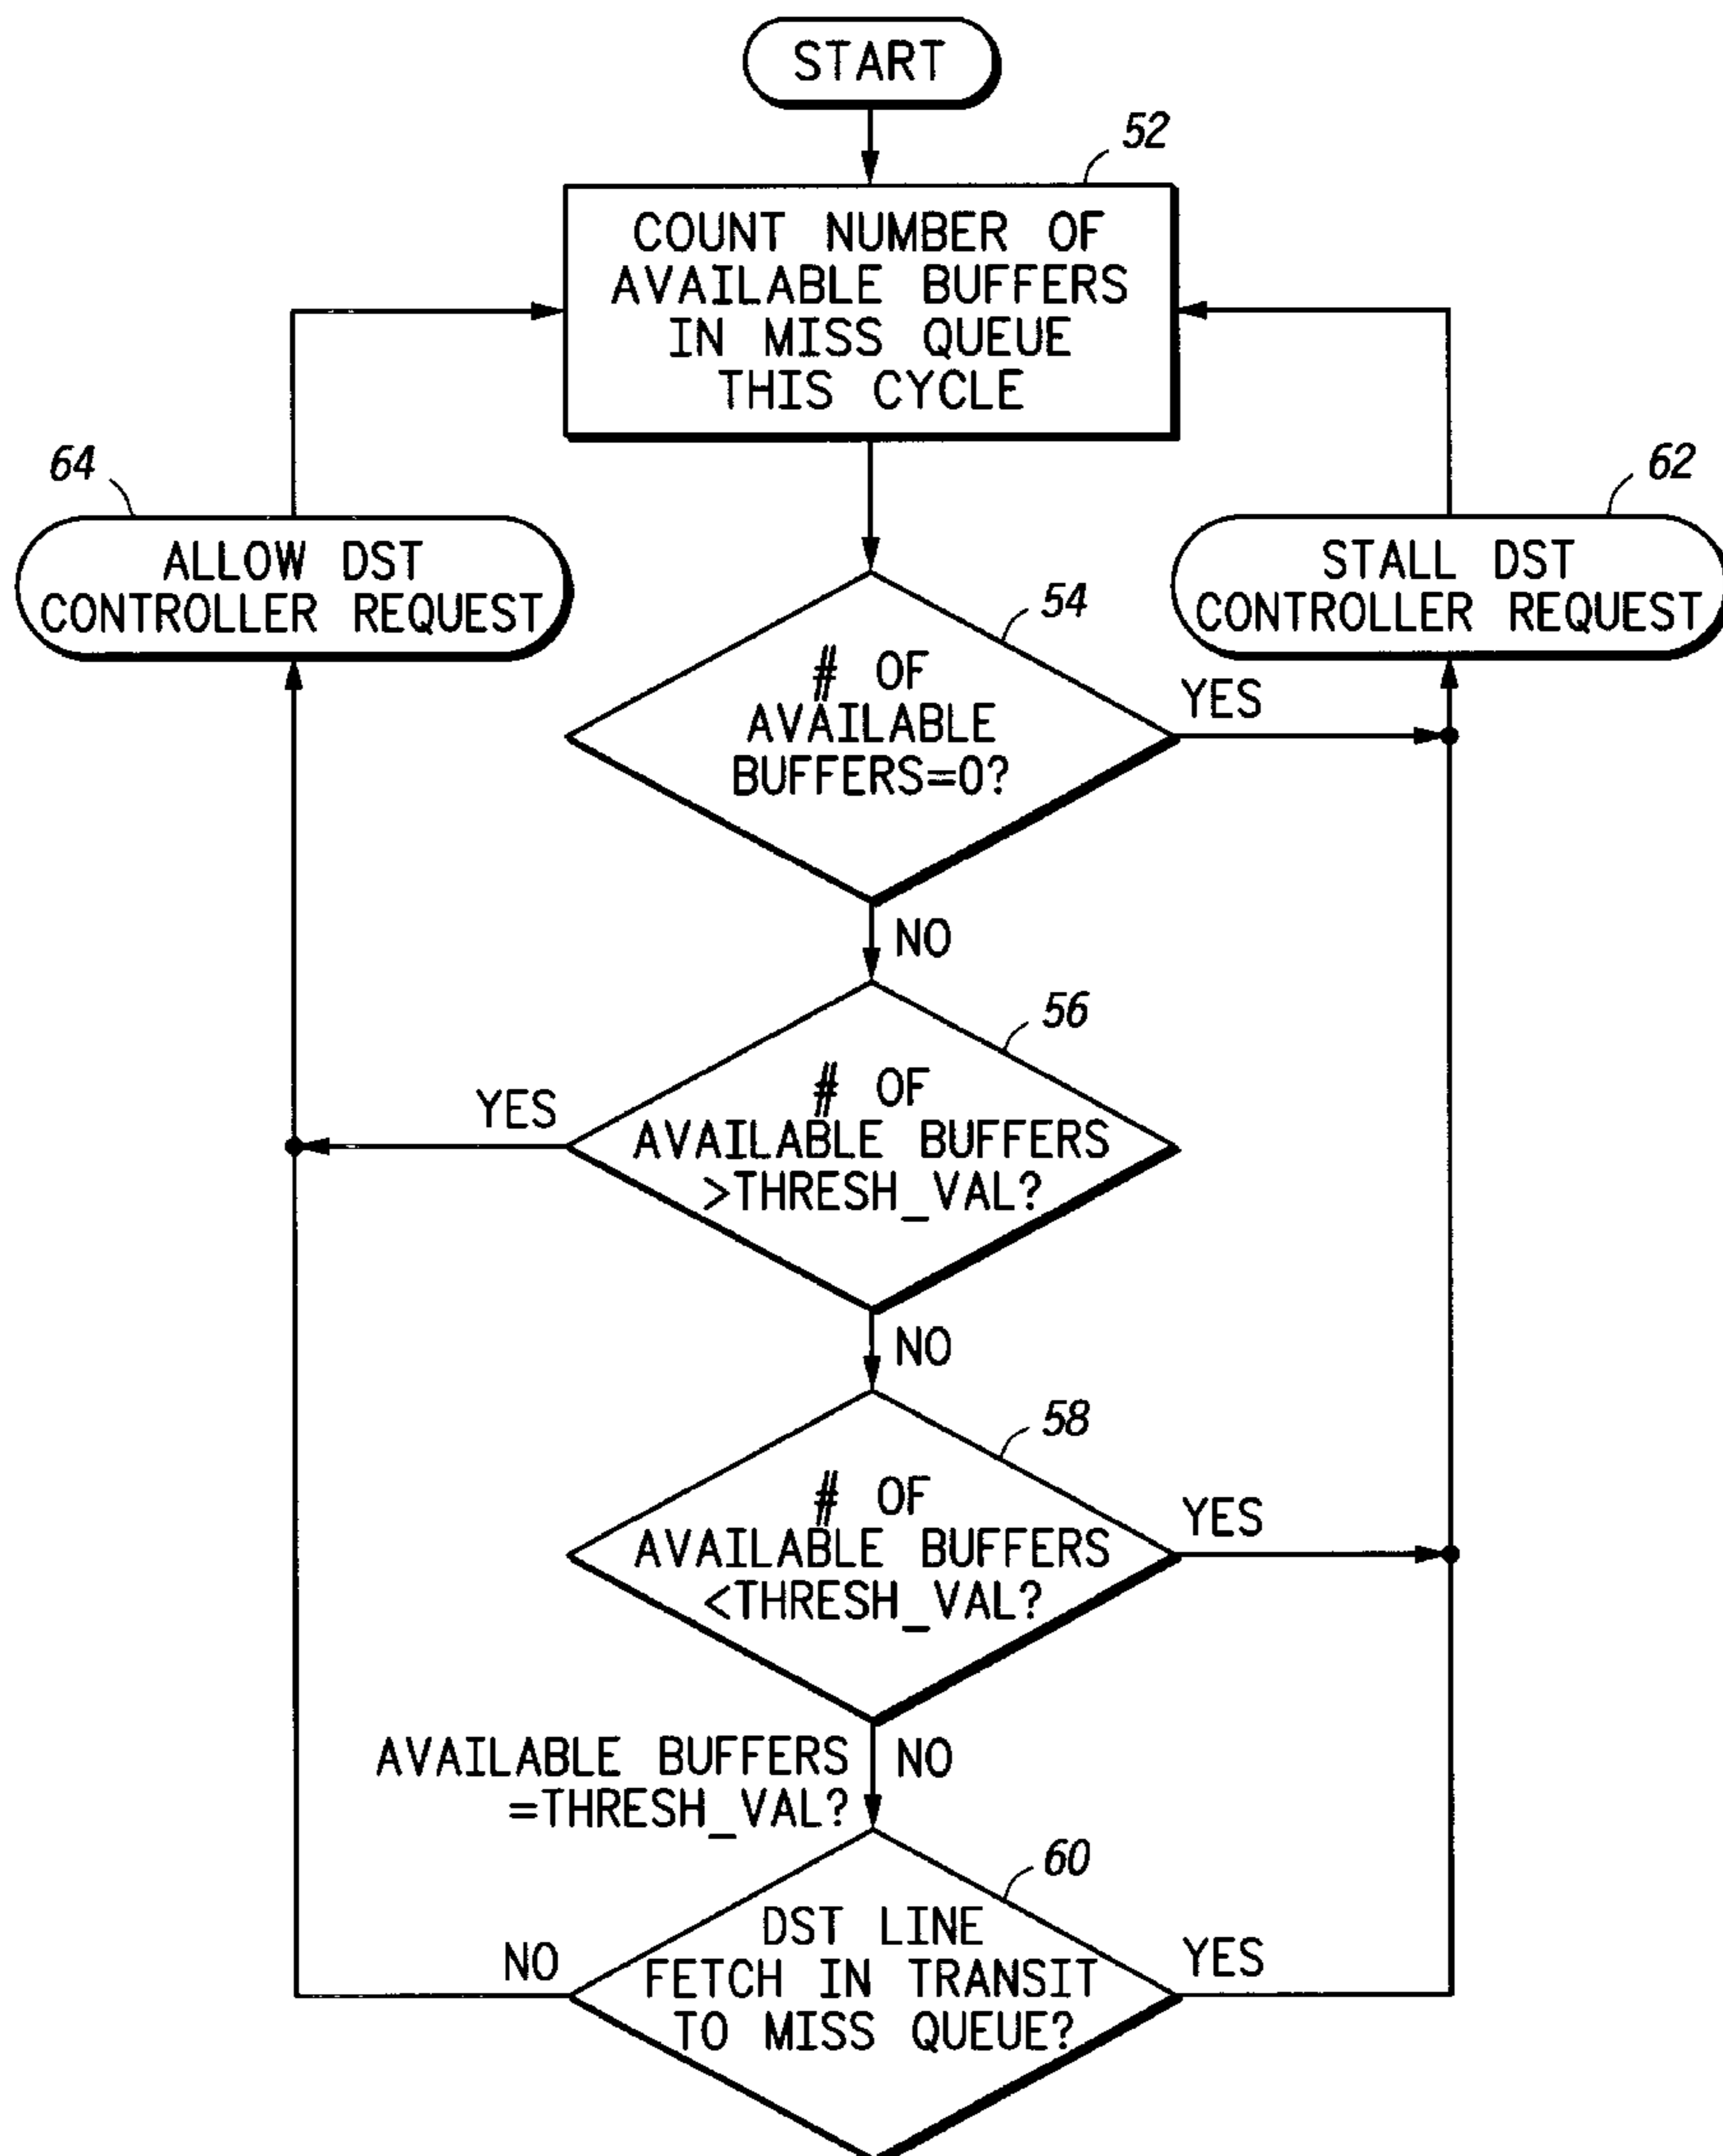 START
52
COUNT NUMBER OF
AVAILABLE BUFFERS
IN MISS QUEUE
THIS CYCLE
64
ALLOW DST
CONTROLLER REQUEST
62
STALL DST
CONTROLLER REQUEST
54
# OF
AVAILABLE
BUFFERS=0?
YES
NO
56
# OF
AVAILABLE BUFFERS
>THRESH_VAL?
YES
NO
58
# OF
AVAILABLE BUFFERS
<THRESH_VAL?
YES
AVAILABLE BUFFERS
=THRESH_VAL?
NO
60
DST LINE
FETCH IN TRANSIT
TO MISS QUEUE?
NO
YES